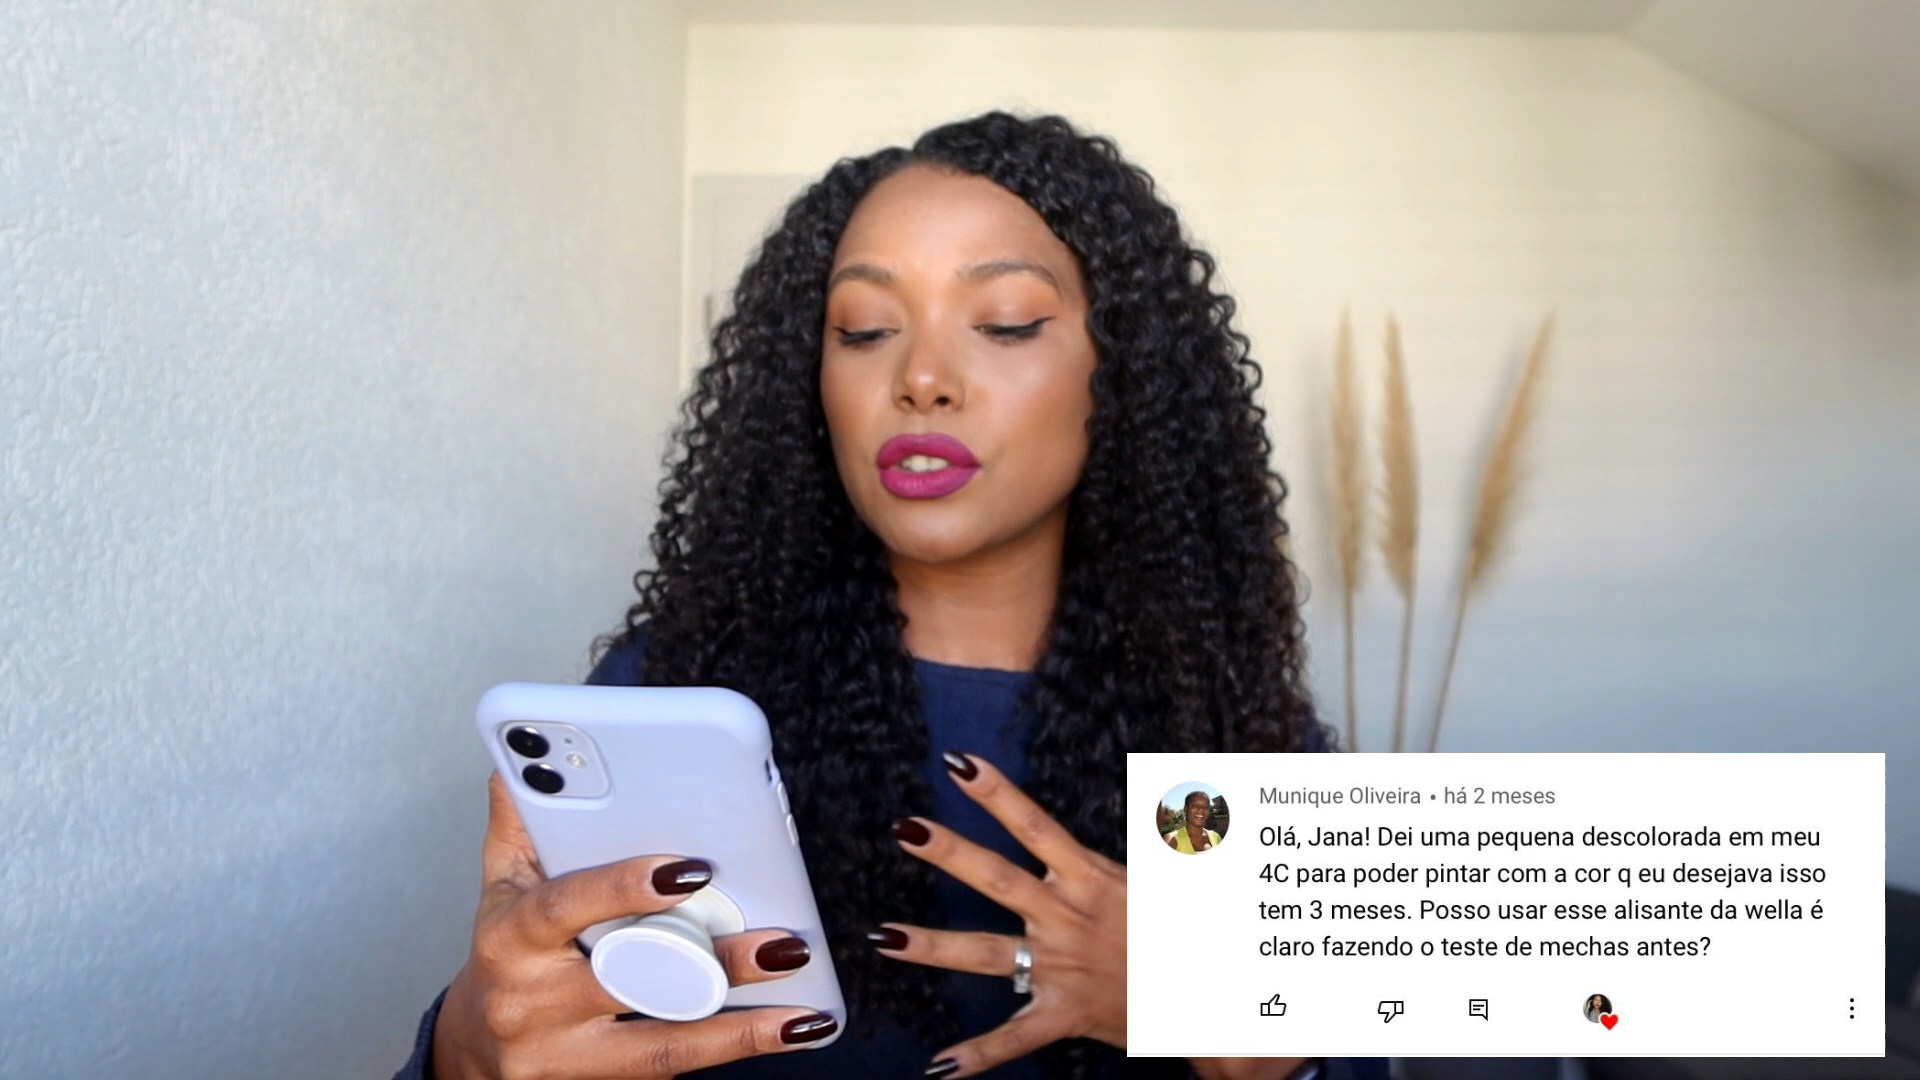 Munique Oliveira • há 2 meses
Olá, Jana! Dei uma pequena descolorada em meu
4C para poder pintar com a cor q eu desejava isso
tem 3 meses. Posso usar esse alisante da wella é
claro fazendo o teste de mechas antes?